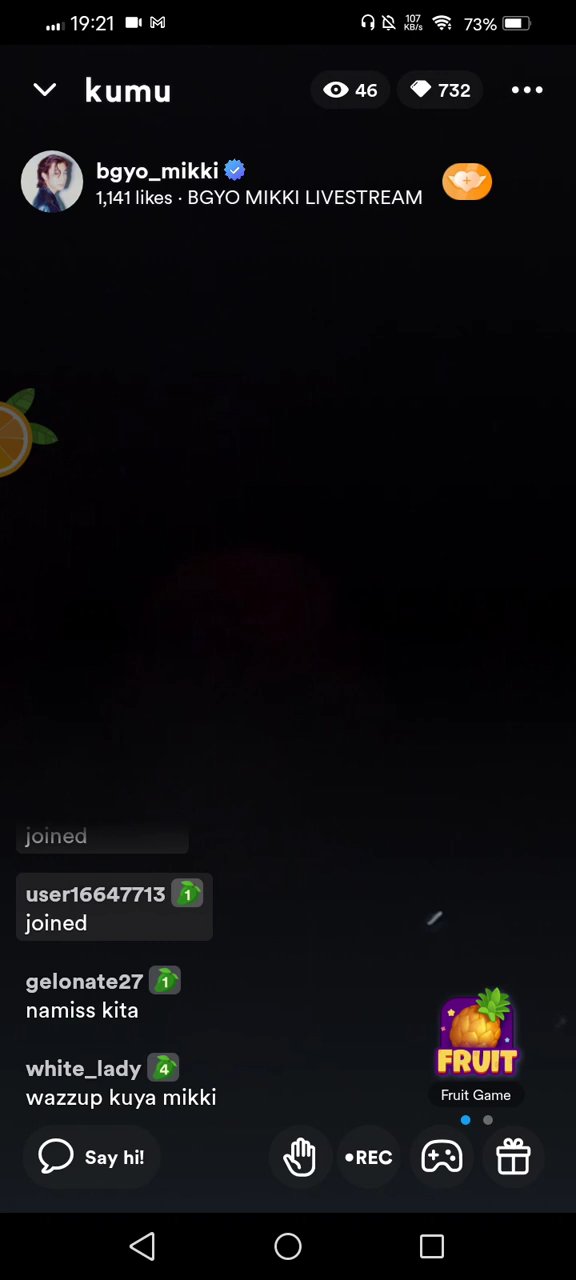 19:21 107 KB/s 73%
kumu 46 732
bgyo_mikki
1,141 likes · BGYO MIKKI LIVESTREAM
joined
user16647713 1
joined
gelonate27 1
namiss kita
white_lady 4
wazzup kuya mikki
FRUIT
Fruit Game
Say hi! •REC